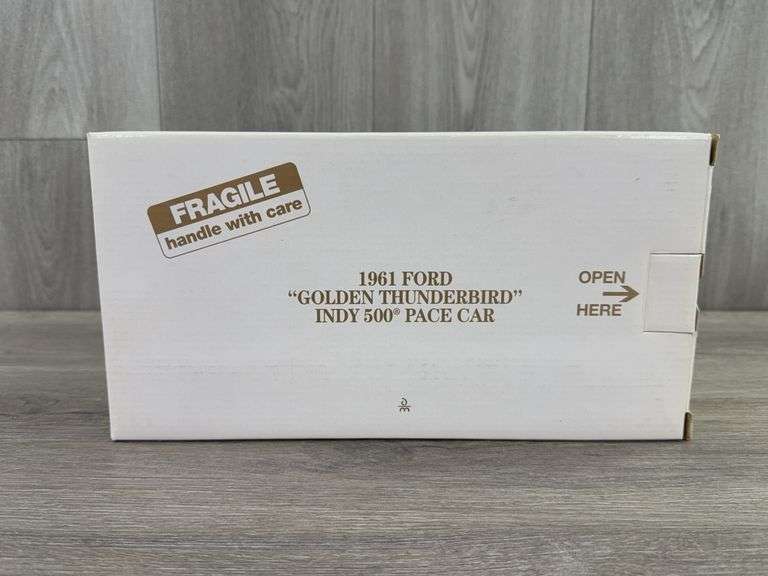 FRAGILE
handle with care
1961 FORD
“GOLDEN THUNDERBIRD”
INDY 500® PACE CAR
OPEN
HERE